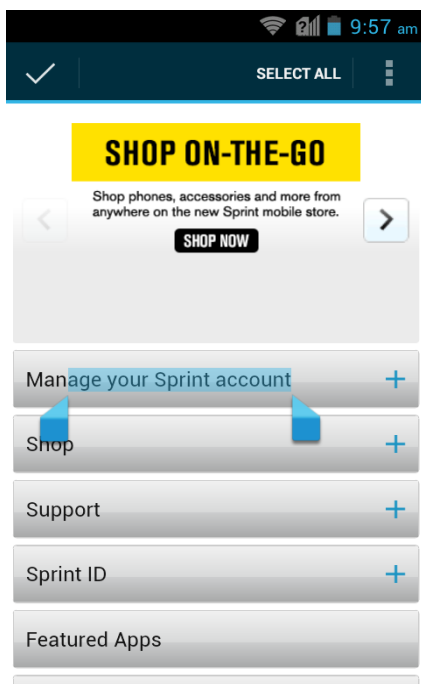 9:57 am
SELECT ALL
SHOP ON-THE-GO
Shop phones, accessories and more from
anywhere on the new Sprint mobile store.
SHOP NOW
Manage your Sprint account
Shop
Support
Sprint ID
Featured Apps